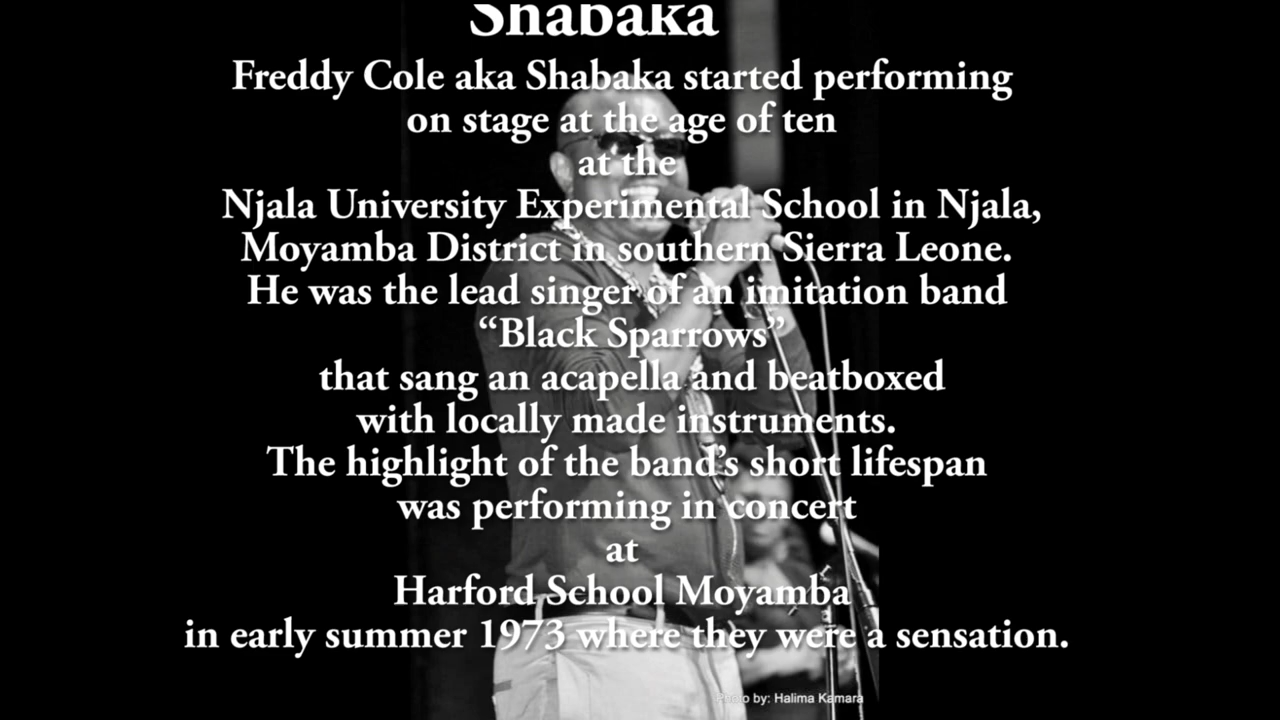 Shabaka
Freddy Cole aka Shabaka started performing
on stage at the age of ten
at the
Njala University Experimental School in Njala,
Moyamba District in southern Sierra Leone.
He was the lead singer of an imitation band
“Black Sparrows”
that sang an acapella and beatboxed
with locally made instruments.
The highlight of the band’s short lifespan
was performing in concert
at
Harford School Moyamba
in early summer 1973 where they were a sensation.
Photo by: Halima Kamara